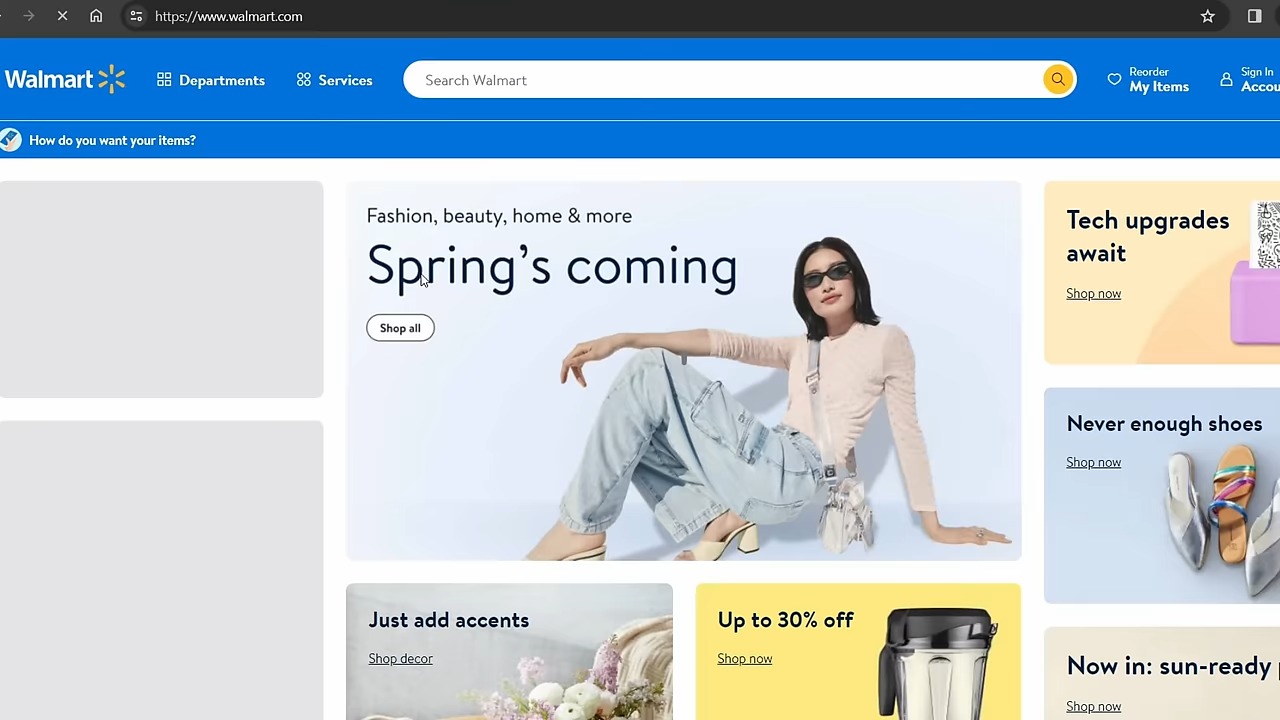 https://www.walmart.com
Walmart
Departments
Services
Search Walmart
Reorder
My Items
Sign In
Accou
How do you want your items?
Fashion, beauty, home & more
Spring's coming
Shop all
Tech upgrades
await
Shop now
Never enough shoes
Shop now
Just add accents
Shop decor
Up to 30% off
Shop now
Now in: sun-ready
Shop now